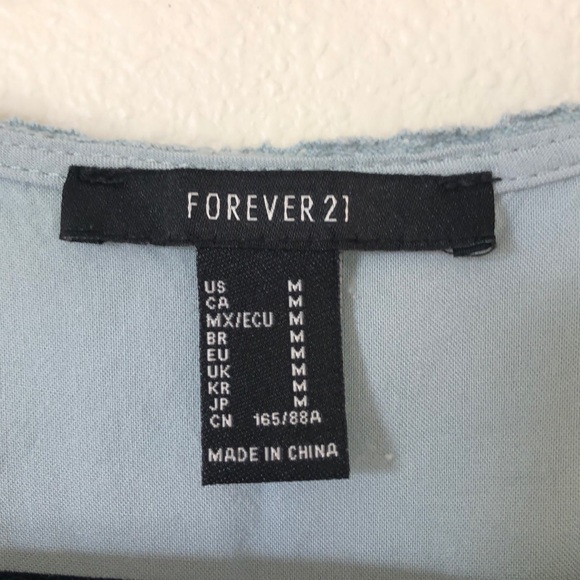 FOREVER 21
US M
CA M
MX/ECU M
BR M
EU M
UK M
KR M
JP M
CN 165/88A
MADE IN CHINA